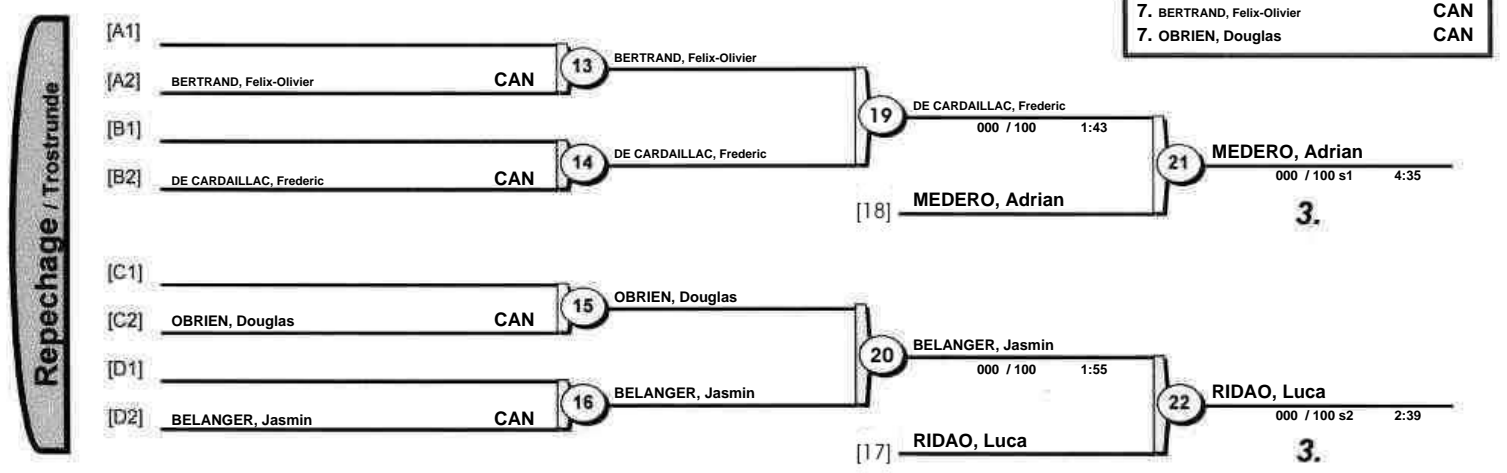 7. BERTRAND, Felix-Olivier CAN
7. OBRIEN, Douglas CAN
Repechage / Trostrunde
[A1]
[A2] BERTRAND, Felix-Olivier CAN
13 BERTRAND, Felix-Olivier
[B1]
[B2] DE CARDAILLAC, Frederic CAN
14 DE CARDAILLAC, Frederic
19 DE CARDAILLAC, Frederic
000 / 100 1:43
[18] MEDERO, Adrian
21 MEDERO, Adrian
000 / 100 s1 4:35
3.
[C1]
[C2] OBRIEN, Douglas CAN
15 OBRIEN, Douglas
[D1]
[D2] BELANGER, Jasmin CAN
16 BELANGER, Jasmin
20 BELANGER, Jasmin
000 / 100 1:55
[17] RIDAO, Luca
22 RIDAO, Luca
000 / 100 s2 2:39
3.